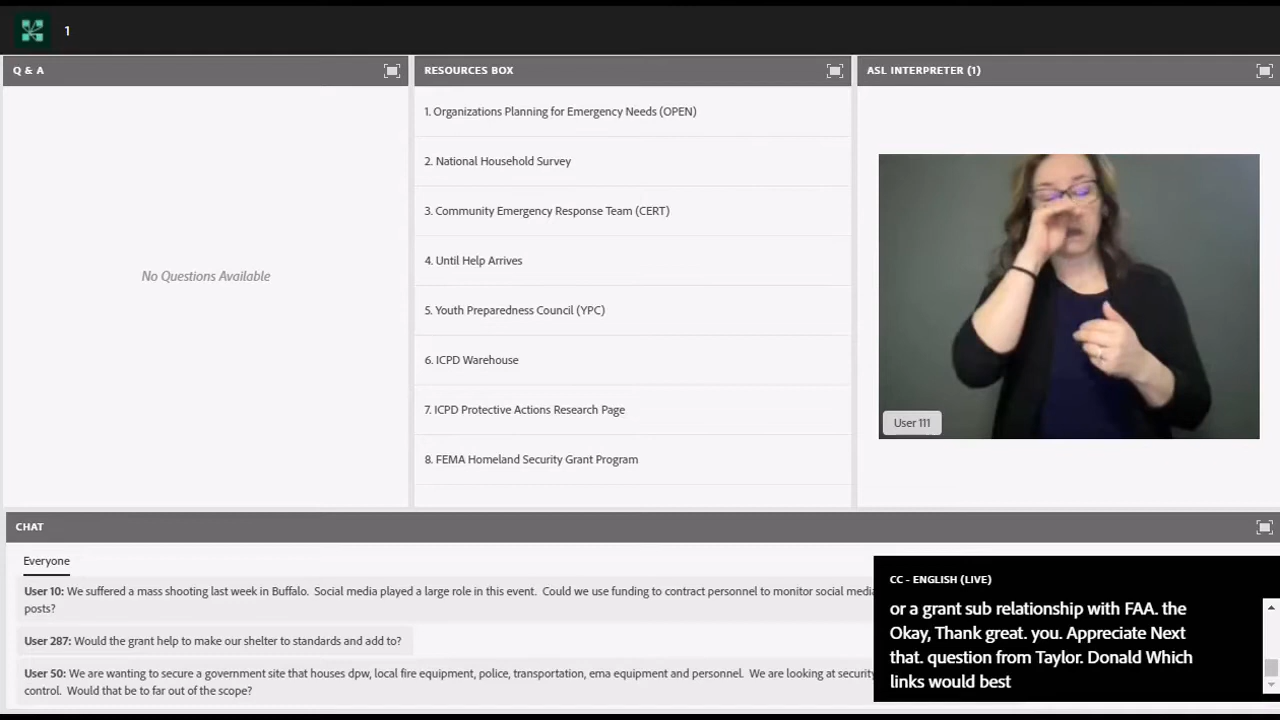 1
Q & A
No Questions Available
RESOURCES BOX
1. Organizations Planning for Emergency Needs (OPEN)
2. National Household Survey
3. Community Emergency Response Team (CERT)
4. Until Help Arrives
5. Youth Preparedness Council (YPC)
6. ICPD Warehouse
7. ICPD Protective Actions Research Page
8. FEMA Homeland Security Grant Program
ASL INTERPRETER (1)
User 111
CHAT
Everyone
User 10: We suffered a mass shooting last week in Buffalo. Social media played a large role in this event. Could we use funding to contract personnel to monitor social media
posts?
User 287: Would the grant help to make our shelter to standards and add to?
User 50: We are wanting to secure a government site that houses dpw, local fire equipment, police, transportation, ema equipment and personnel. We are looking at security
control. Would that be to far out of the scope?
CC - ENGLISH (LIVE)
or a grant sub relationship with FAA. the
Okay, Thank great. you. Appreciate Next
that. question from Taylor. Donald Which
links would best